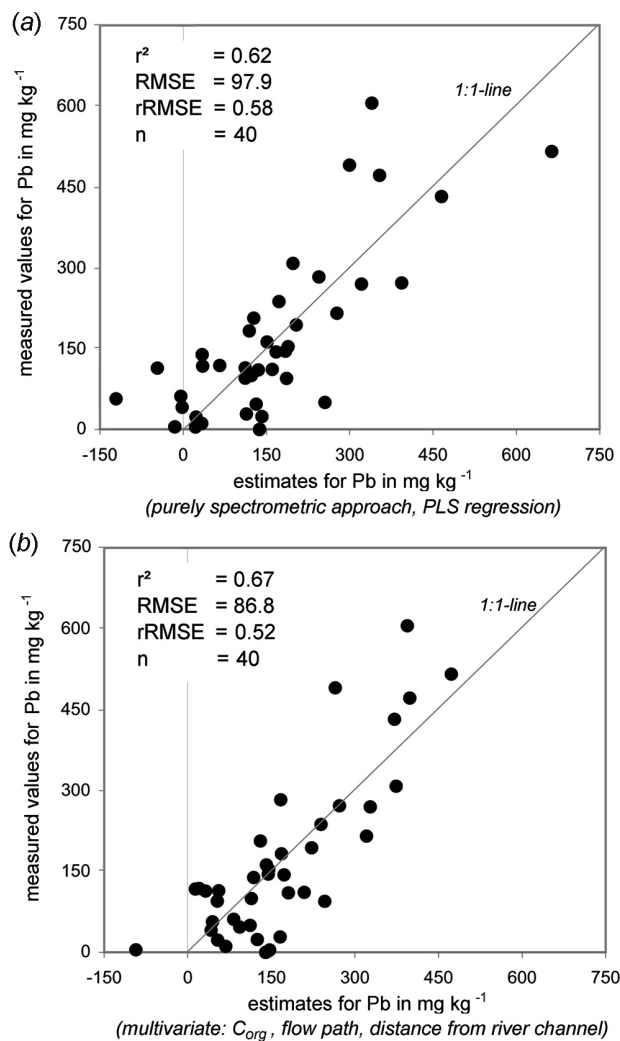 (a)
750
600
450
300
150
0
measured values for Pb in mg kg⁻¹
r² = 0.62
RMSE = 97.9
rRMSE = 0.58
n = 40
1:1-line
-150 0 150 300 450 600 750
estimates for Pb in mg kg⁻¹
(purely spectrometric approach, PLS regression)
(b)
750
600
450
300
150
0
measured values for Pb in mg kg⁻¹
r² = 0.67
RMSE = 86.8
rRMSE = 0.52
n = 40
1:1-line
-150 0 150 300 450 600 750
estimates for Pb in mg kg⁻¹
(multivariate: Corg , flow path, distance from river channel)